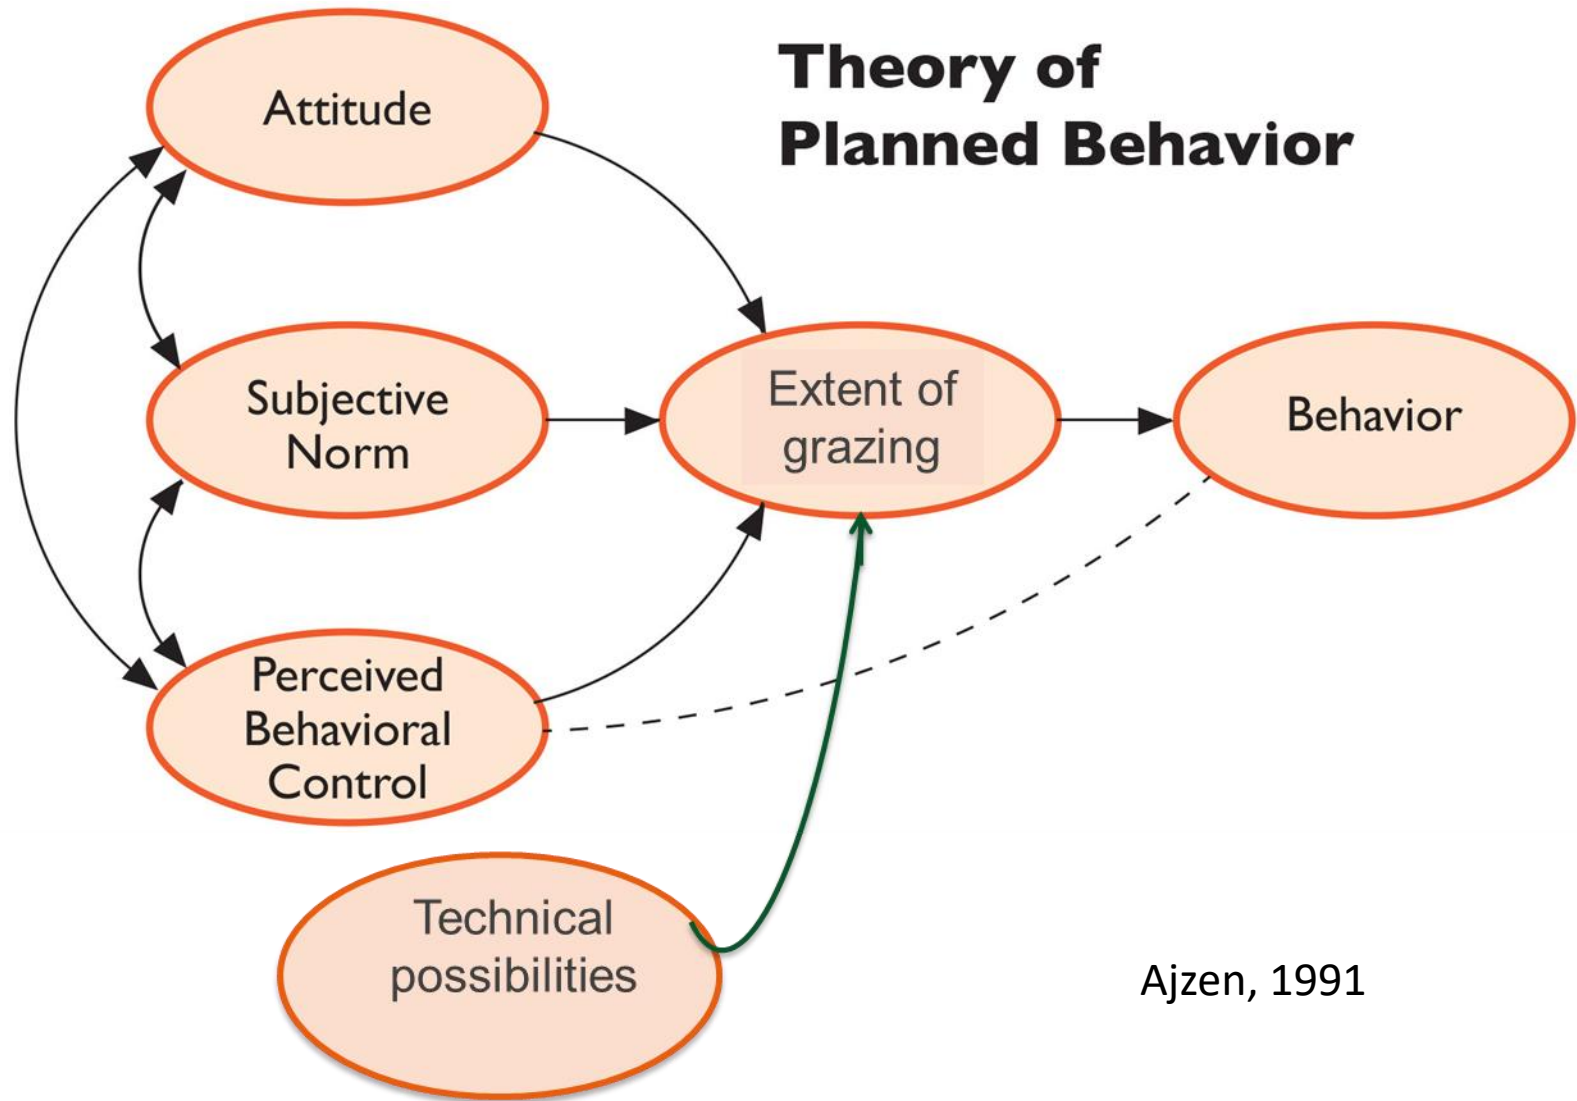 Theory of
Planned Behavior
Attitude
Subjective
Norm
Extent of
grazing
Behavior
Perceived
Behavioral
Control
Technical
possibilities
Ajzen, 1991